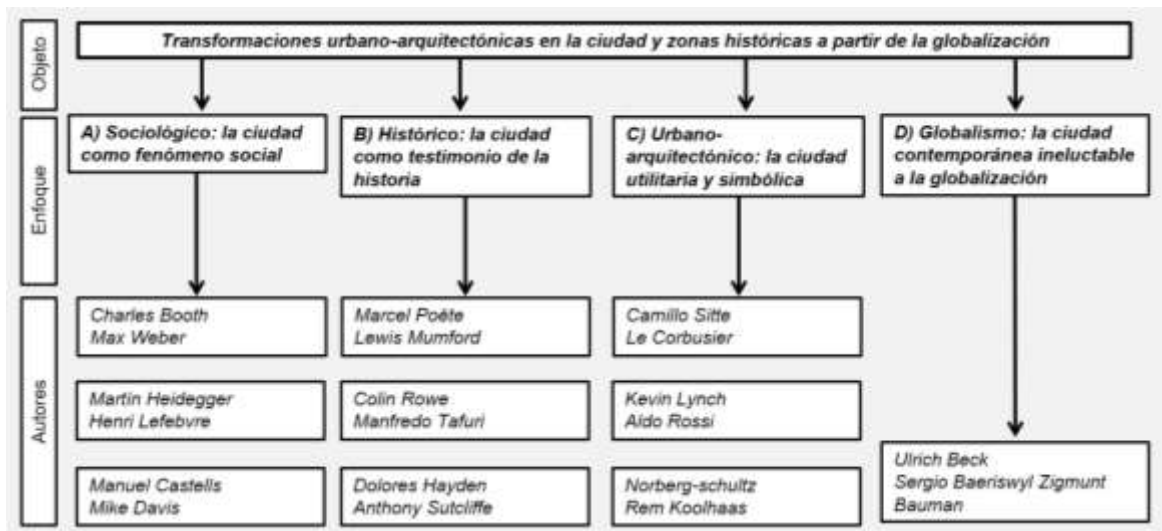 Objeto
Transformaciones urbano-arquitectónicas en la ciudad y zonas históricas a partir de la globalización
Enfoque
A) Sociológico: la ciudad
como fenómeno social
B) Histórico: la ciudad
como testimonio de la
historia
C) Urbano-
arquitectónico: la ciudad
utilitaria y simbólica
D) Globalismo: la ciudad
contemporánea ineluctable
a la globalización
Autores
Charles Booth
Max Weber
Marcel Poëte
Lewis Mumford
Camillo Sitte
Le Corbusier
Martin Heidegger
Henri Lefebvre
Colin Rowe
Manfredo Tafuri
Kevin Lynch
Aldo Rossi
Manuel Castells
Mike Davis
Dolores Hayden
Anthony Sutcliffe
Norberg-schultz
Rem Koolhaas
Ulrich Beck
Sergio Baeriswyl Zigmunt
Bauman